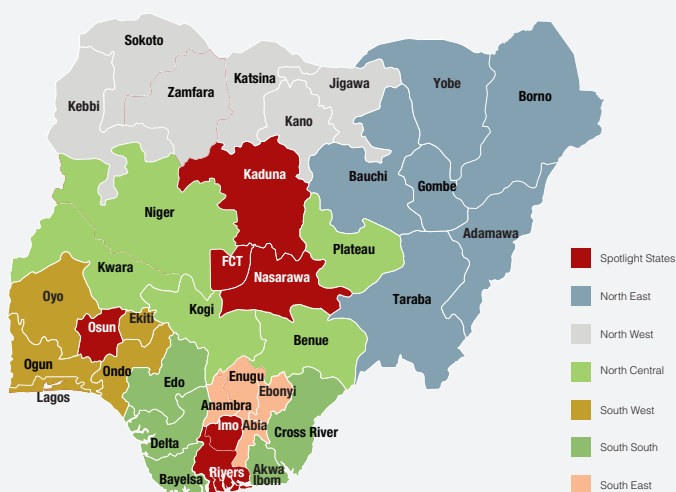 Sokoto
Katsina
Jigawa
Yobe
Borno
Kebbi
Zamfara
Kano
Kaduna
Bauchi
Gombe
Niger
Adamawa
Plateau
FCT
Kwara
Nasarawa
Taraba
Oyo
Kogi
Osun
Ekiti
Benue
Ogun
Ondo
Edo
Enugu
Lagos
Anambra
Ebonyi
Imo
Abia
Cross River
Delta
Rivers
Akwa
Ibom
Bayelsa
Spotlight States
North East
North West
North Central
South West
South South
South East